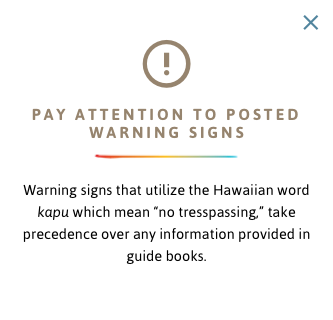 PAY ATTENTION TO POSTED
WARNING SIGNS
Warning signs that utilize the Hawaiian word
kapu which mean “no tresspassing,” take
precedence over any information provided in
guide books.